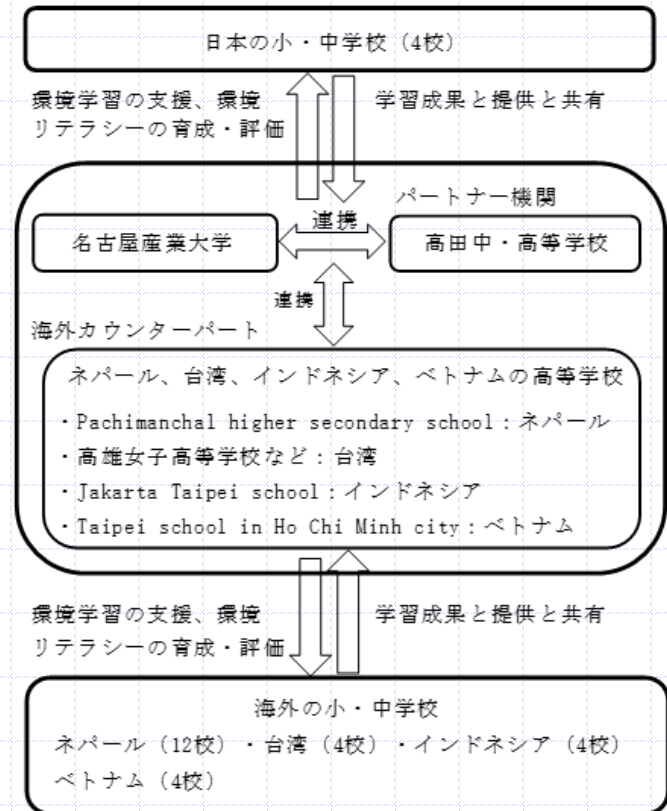 日本の小・中学校（4校）
環境学習の支援、環境
リテラシーの育成・評価
学習成果と提供と共有
パートナー機関
名古屋産業大学
連携
高田中・高等学校
連携
海外カウンターパート
ネパール、台湾、インドネシア、ベトナムの高等学校
・Pachimanchal higher secondary school：ネパール
・高雄女子高等学校など：台湾
・Jakarta Taipei school：インドネシア
・Taipei school in Ho Chi Minh city：ベトナム
環境学習の支援、環境
リテラシーの育成・評価
学習成果と提供と共有
海外の小・中学校
ネパール（12校）・台湾（4校）・インドネシア（4校）
ベトナム（4校）